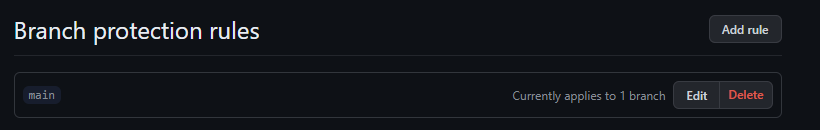 Branch protection rules
Add rule
main
Currently applies to 1 branch
Edit
Delete